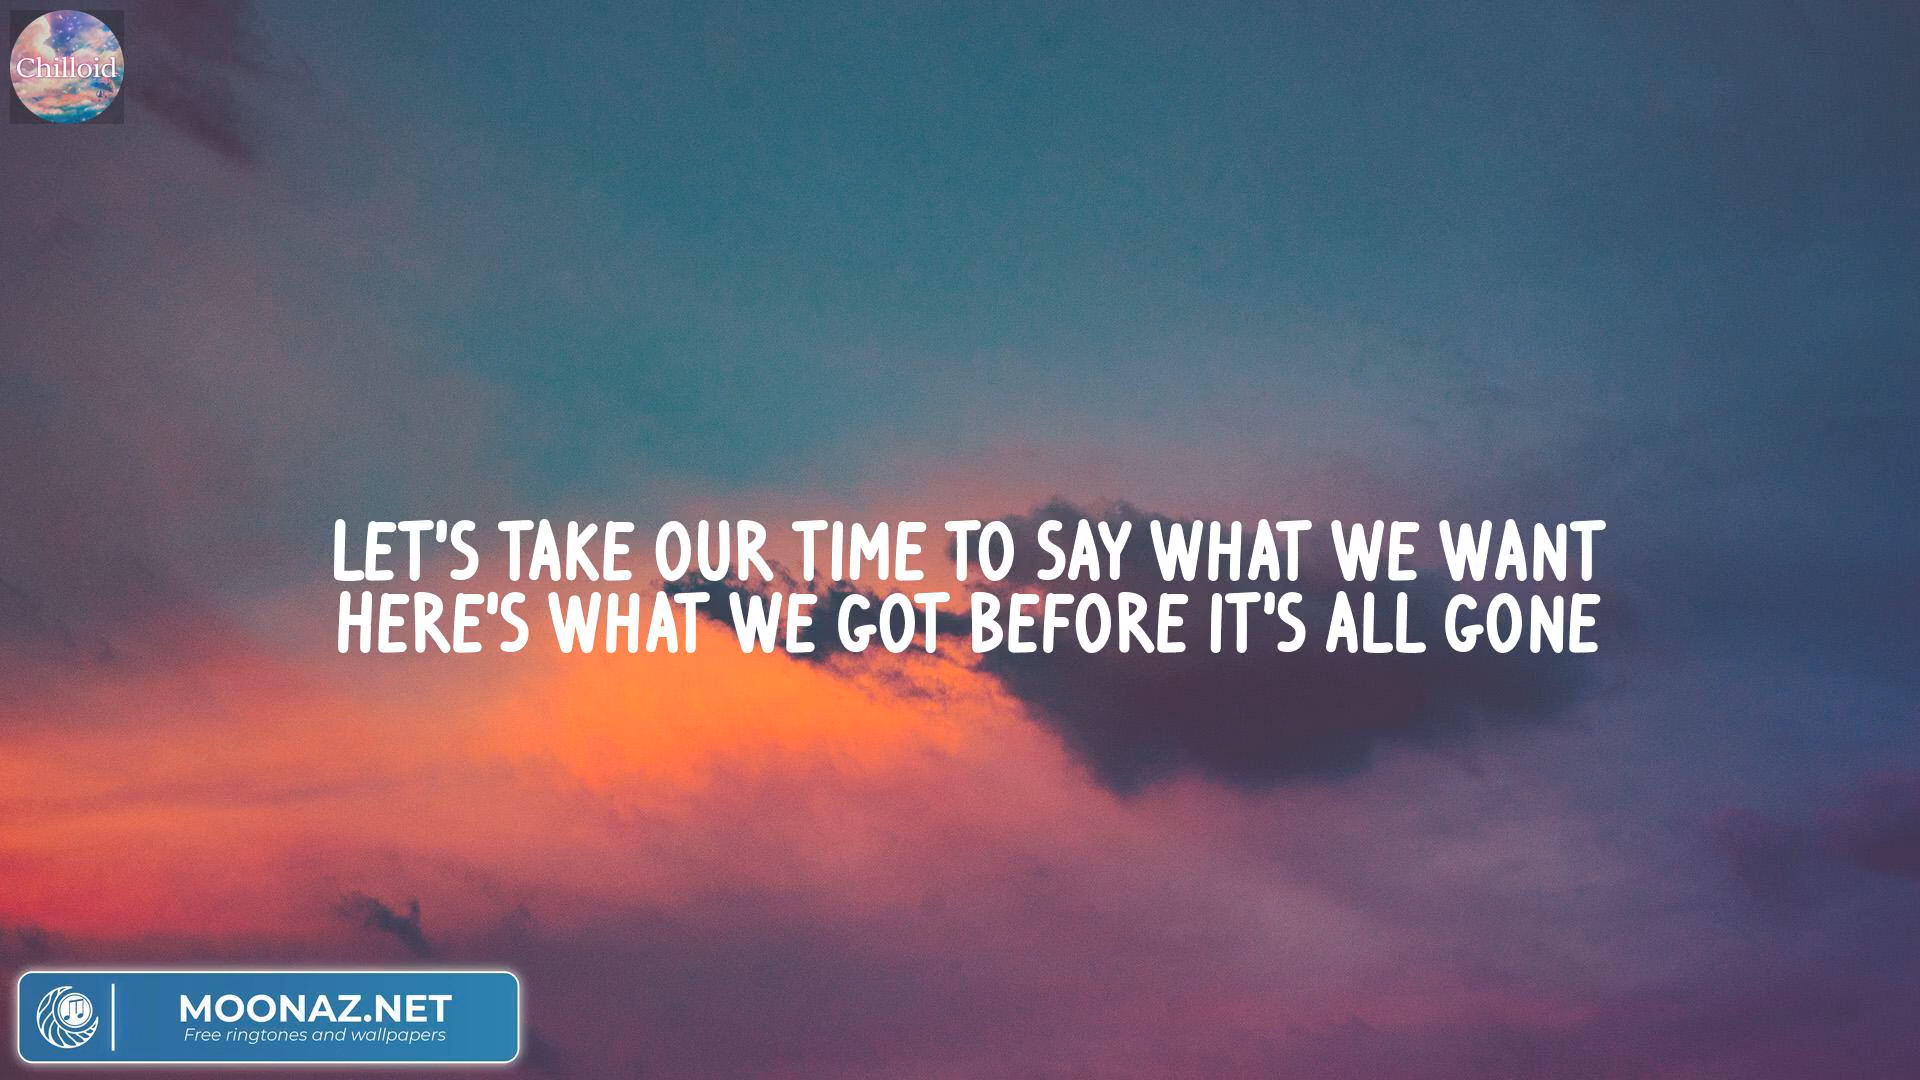 Chilloid
LET'S TAKE OUR TIME TO SAY WHAT WE WANT
HERE'S WHAT WE GOT BEFORE IT'S ALL GONE
MOONAZ.NET
Free ringtones and wallpapers